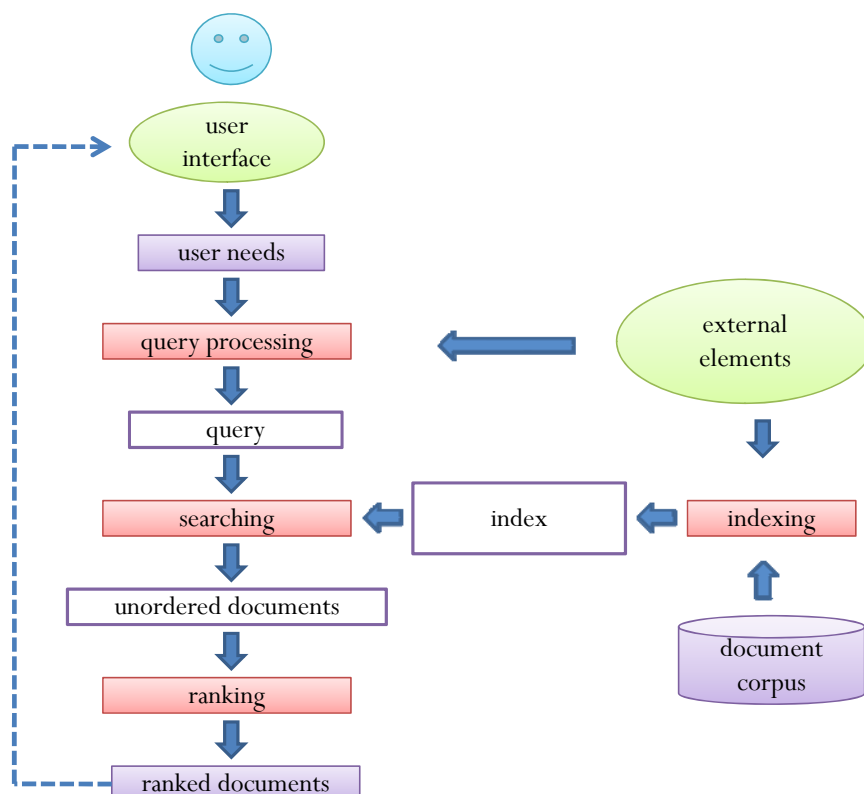 user
interface
user needs
query processing
external
elements
query
searching
index
indexing
unordered documents
document
corpus
ranking
ranked documents